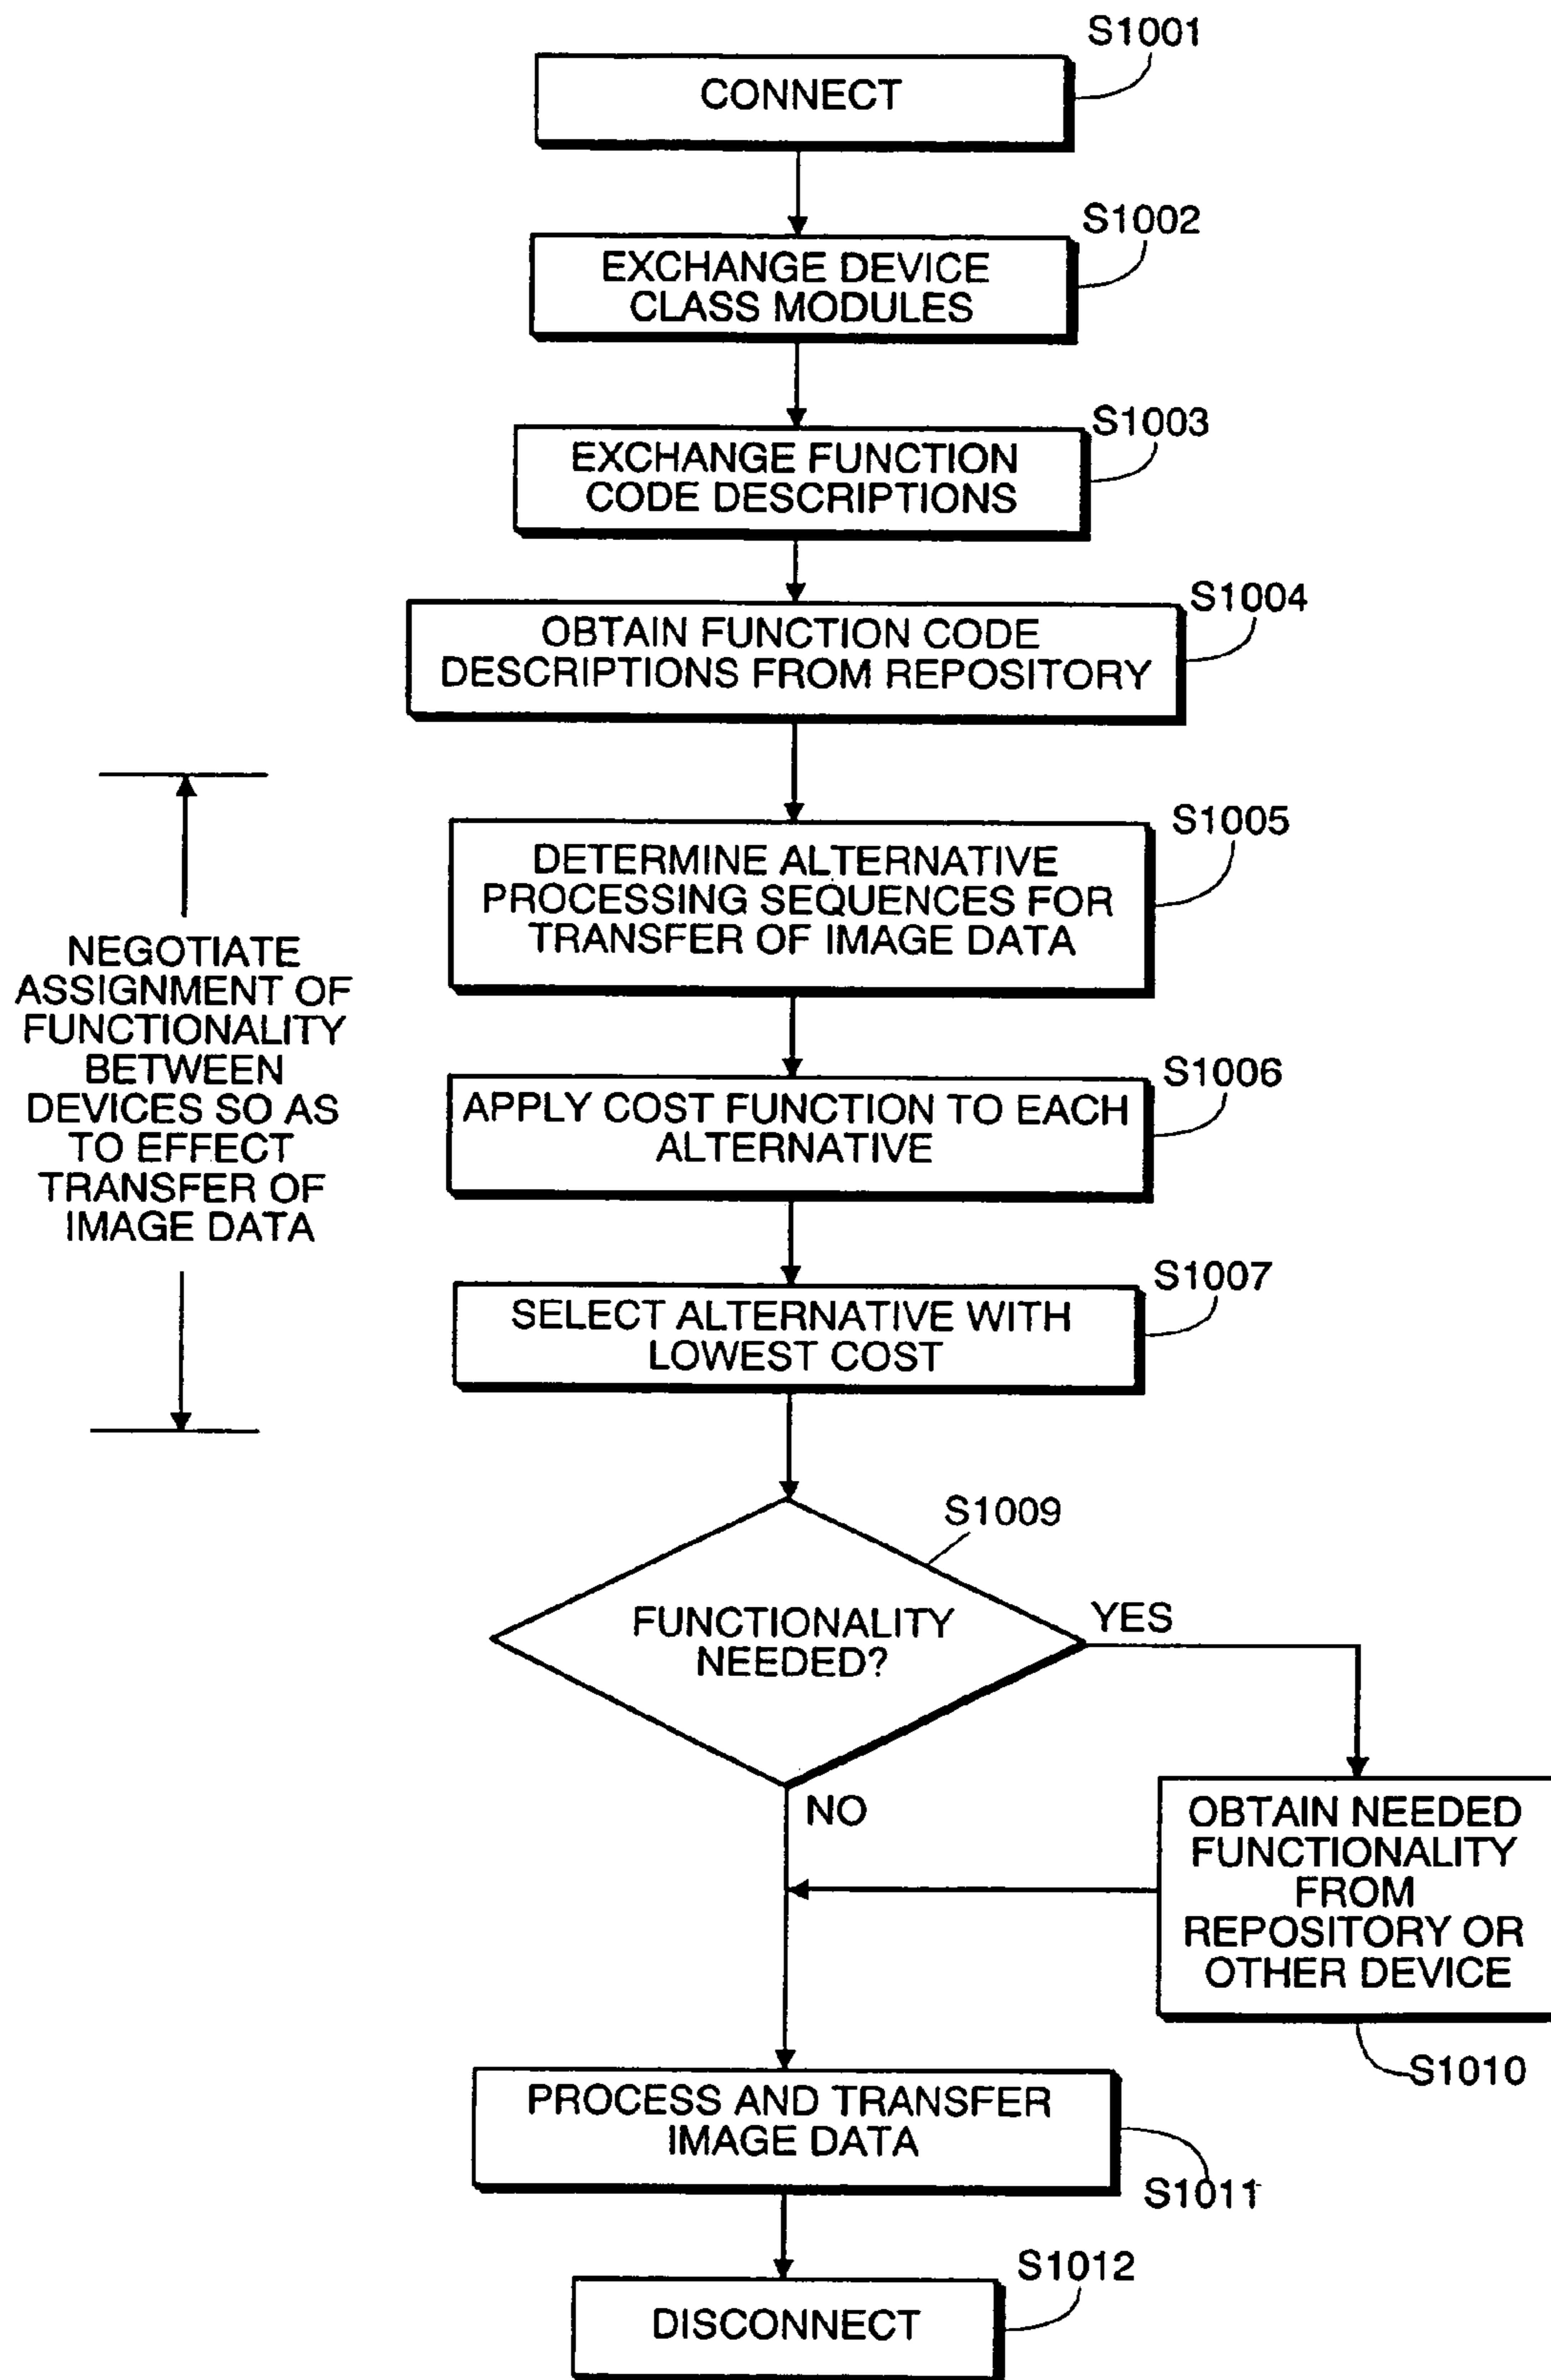 S1001
CONNECT
S1002
EXCHANGE DEVICE
CLASS MODULES
S1003
EXCHANGE FUNCTION
CODE DESCRIPTIONS
S1004
OBTAIN FUNCTION CODE
DESCRIPTIONS FROM REPOSITORY
NEGOTIATE
ASSIGNMENT OF
FUNCTIONALITY
BETWEEN
DEVICES SO AS
TO EFFECT
TRANSFER OF
IMAGE DATA
S1005
DETERMINE ALTERNATIVE
PROCESSING SEQUENCES FOR
TRANSFER OF IMAGE DATA
S1006
APPLY COST FUNCTION TO EACH
ALTERNATIVE
S1007
SELECT ALTERNATIVE WITH
LOWEST COST
S1009
FUNCTIONALITY
NEEDED?
YES
NO
OBTAIN NEEDED
FUNCTIONALITY
FROM
REPOSITORY OR
OTHER DEVICE
S1010
PROCESS AND TRANSFER
IMAGE DATA
S1011
S1012
DISCONNECT